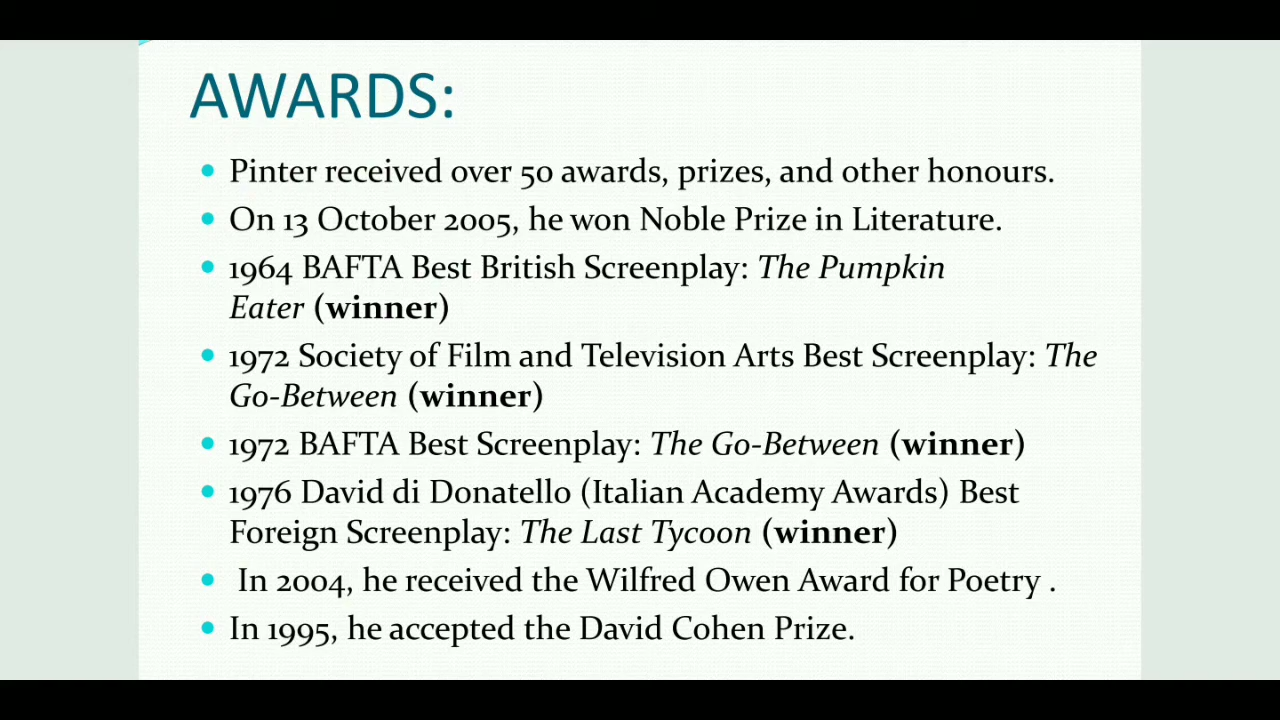 AWARDS:
Pinter received over 50 awards, prizes, and other honours.
On 13 October 2005, he won Noble Prize in Literature.
1964 BAFTA Best British Screenplay: The Pumpkin
Eater (winner)
1972 Society of Film and Television Arts Best Screenplay: The
Go-Between (winner)
1972 BAFTA Best Screenplay: The Go-Between (winner)
1976 David di Donatello (Italian Academy Awards) Best
Foreign Screenplay: The Last Tycoon (winner)
In 2004, he received the Wilfred Owen Award for Poetry .
In 1995, he accepted the David Cohen Prize.